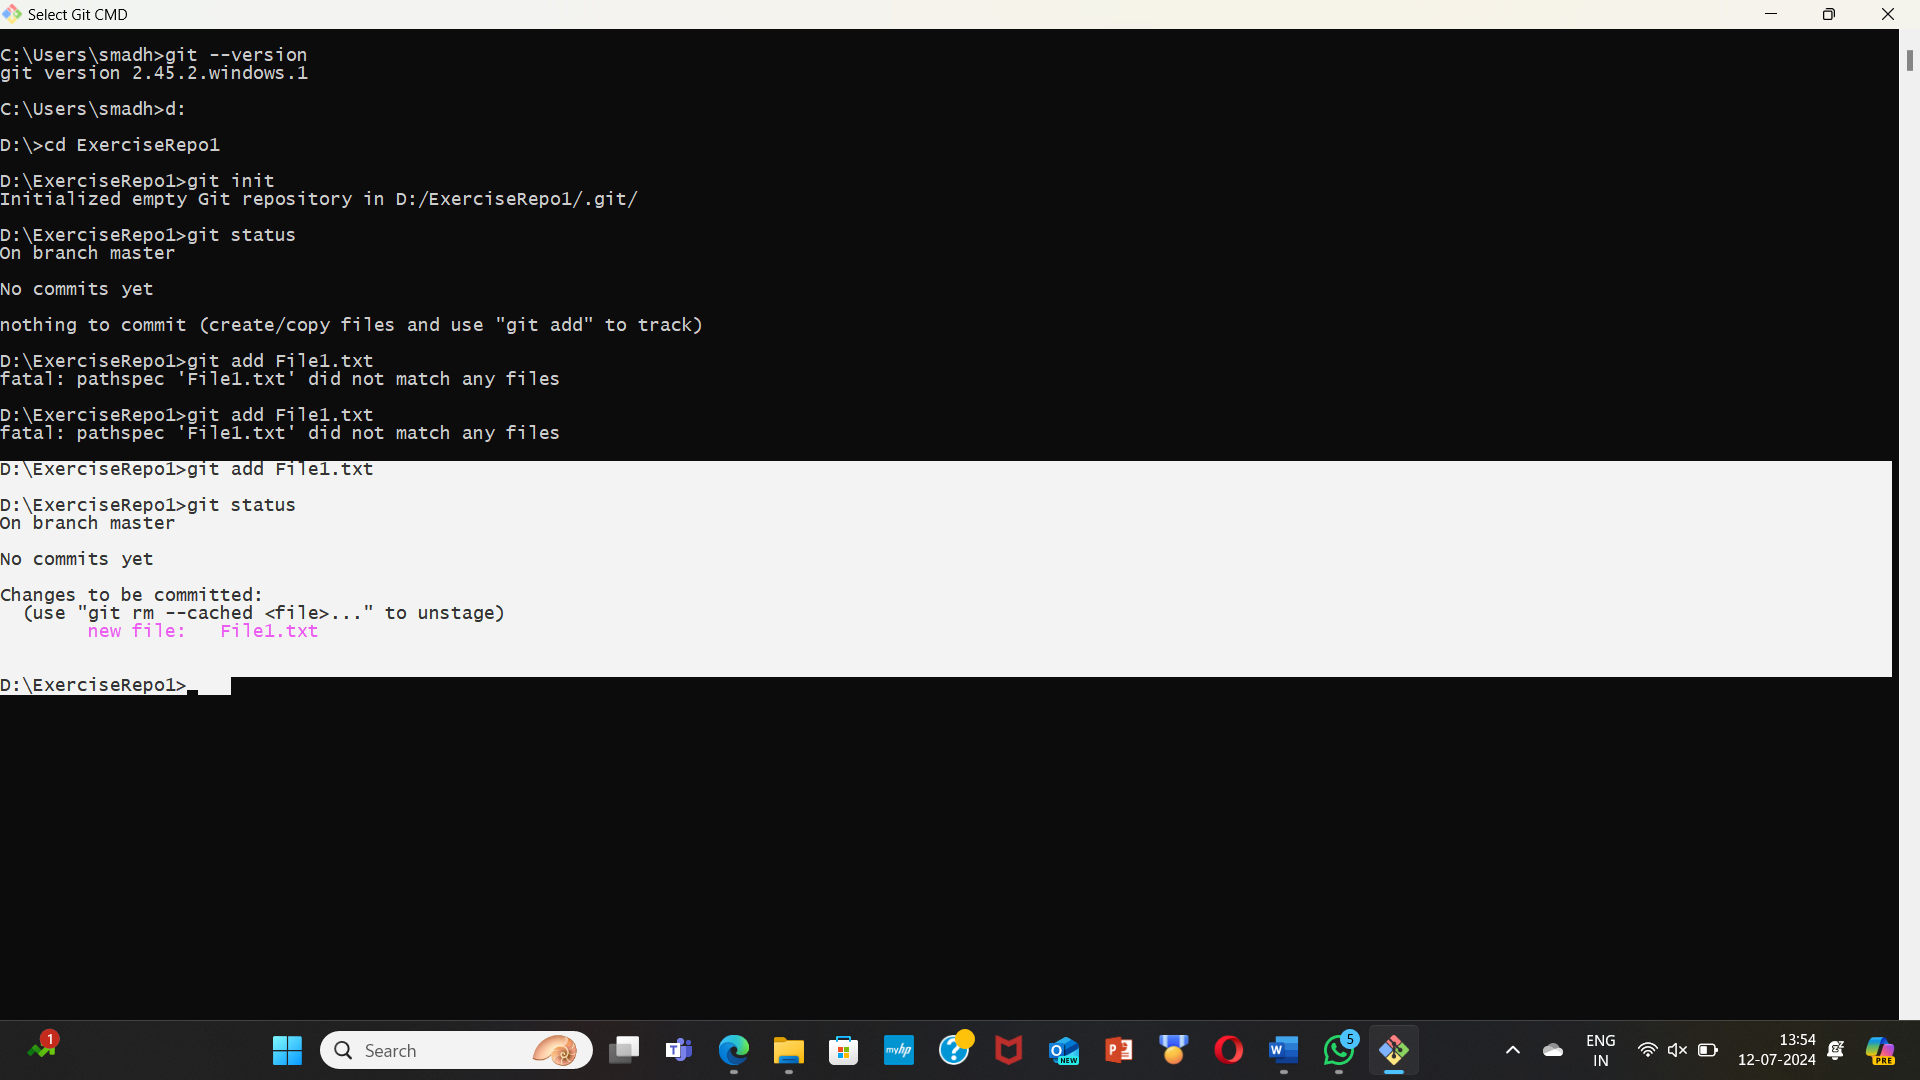 Select Git CMD
C:\Users\smadh>git --version
git version 2.45.2.windows.1
C:\Users\smadh>d:
D:\>cd ExerciseRepo1
D:\ExerciseRepo1>git init
Initialized empty Git repository in D:/ExerciseRepo1/.git/
D:\ExerciseRepo1>git status
On branch master
No commits yet
nothing to commit (create/copy files and use "git add" to track)
D:\ExerciseRepo1>git add File1.txt
fatal: pathspec 'File1.txt' did not match any files
D:\ExerciseRepo1>git add File1.txt
fatal: pathspec 'File1.txt' did not match any files
D:\ExerciseRepo1>git add File1.txt
D:\ExerciseRepo1>git status
On branch master
No commits yet
Changes to be committed:
  (use "git rm --cached <file>..." to unstage)
        new file:   File1.txt
D:\ExerciseRepo1>
1
Search
myhp
NEW
5
ENG
IN
13:54
12-07-2024
PRE